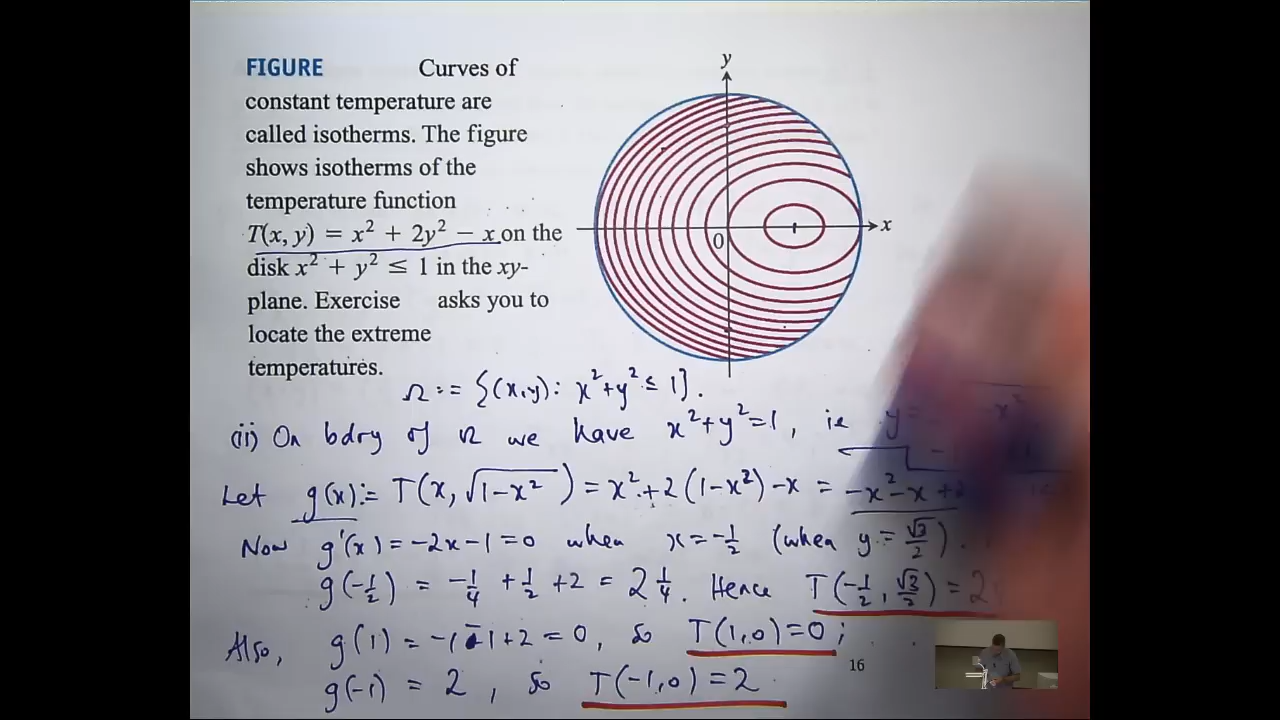 FIGURE Curves of
constant temperature are
called isotherms. The figure
shows isotherms of the
temperature function
T(x, y) = x² + 2y² − x on the
disk x² + y² ≤ 1 in the xy-
plane. Exercise asks you to
locate the extreme
temperatures.
y
x
0
Ω := {(x,y): x²+y² ≤ 1}.
(ii) On bdry of Ω we have x²+y²=1, ie y=
Let g(x) := T(x, √(1-x²)) = x²+2(1-x²)-x = -x²-x+
Now g'(x) = -2x-1=0 when x=-1/2 (when y=√3/2).
g(-1/2) = -1/4 + 1/2 + 2 = 2 1/4. Hence T(-1/2, √3/2) = 2
Also, g(1) = -1-1+2 = 0, so T(1,0)=0;
g(-1) = 2, so T(-1,0)=2
16